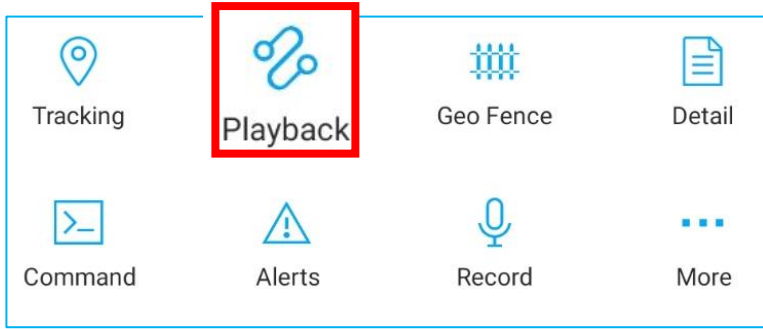 Tracking
Playback
Geo Fence
Detail
Command
Alerts
Record
More